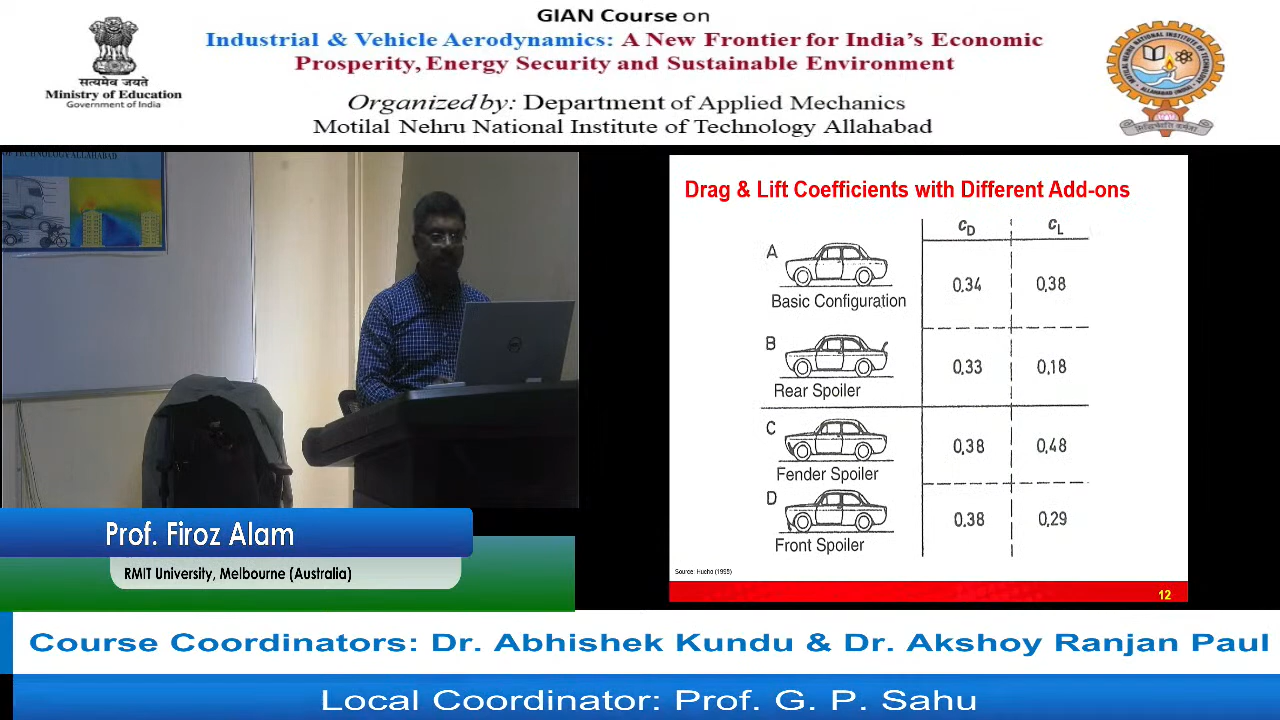 GIAN Course on
Industrial & Vehicle Aerodynamics: A New Frontier for India's Economic
Prosperity, Energy Security and Sustainable Environment
Organized by: Department of Applied Mechanics
Motilal Nehru National Institute of Technology Allahabad
सत्यमेव जयते
Ministry of Education
Government of India
OF TECHNOLOGY ALLAHABAD
Drag & Lift Coefficients with Different Add-ons
cD cL
A
Basic Configuration 0.34 0.38
B
Rear Spoiler 0.33 0.18
C
Fender Spoiler 0.38 0.48
D
Front Spoiler 0.38 0.29
Source: Hucho (1995)
12
Prof. Firoz Alam
RMIT University, Melbourne (Australia)
Course Coordinators: Dr. Abhishek Kundu & Dr. Akshoy Ranjan Paul
Local Coordinator: Prof. G. P. Sahu